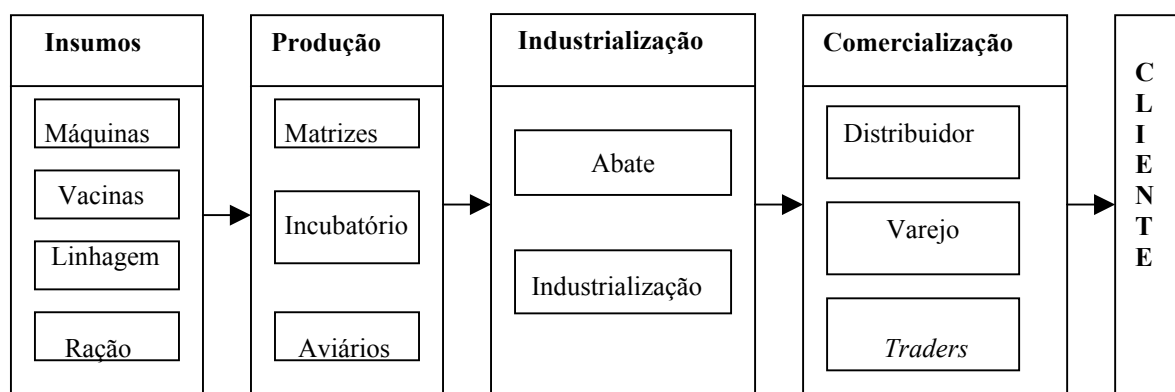 Insumos
Máquinas
Vacinas
Linhagem
Ração
Produção
Matrizes
Incubatório
Aviários
Industrialização
Abate
Industrialização
Comercialização
Distribuidor
Varejo
Traders
C
L
I
E
N
T
E